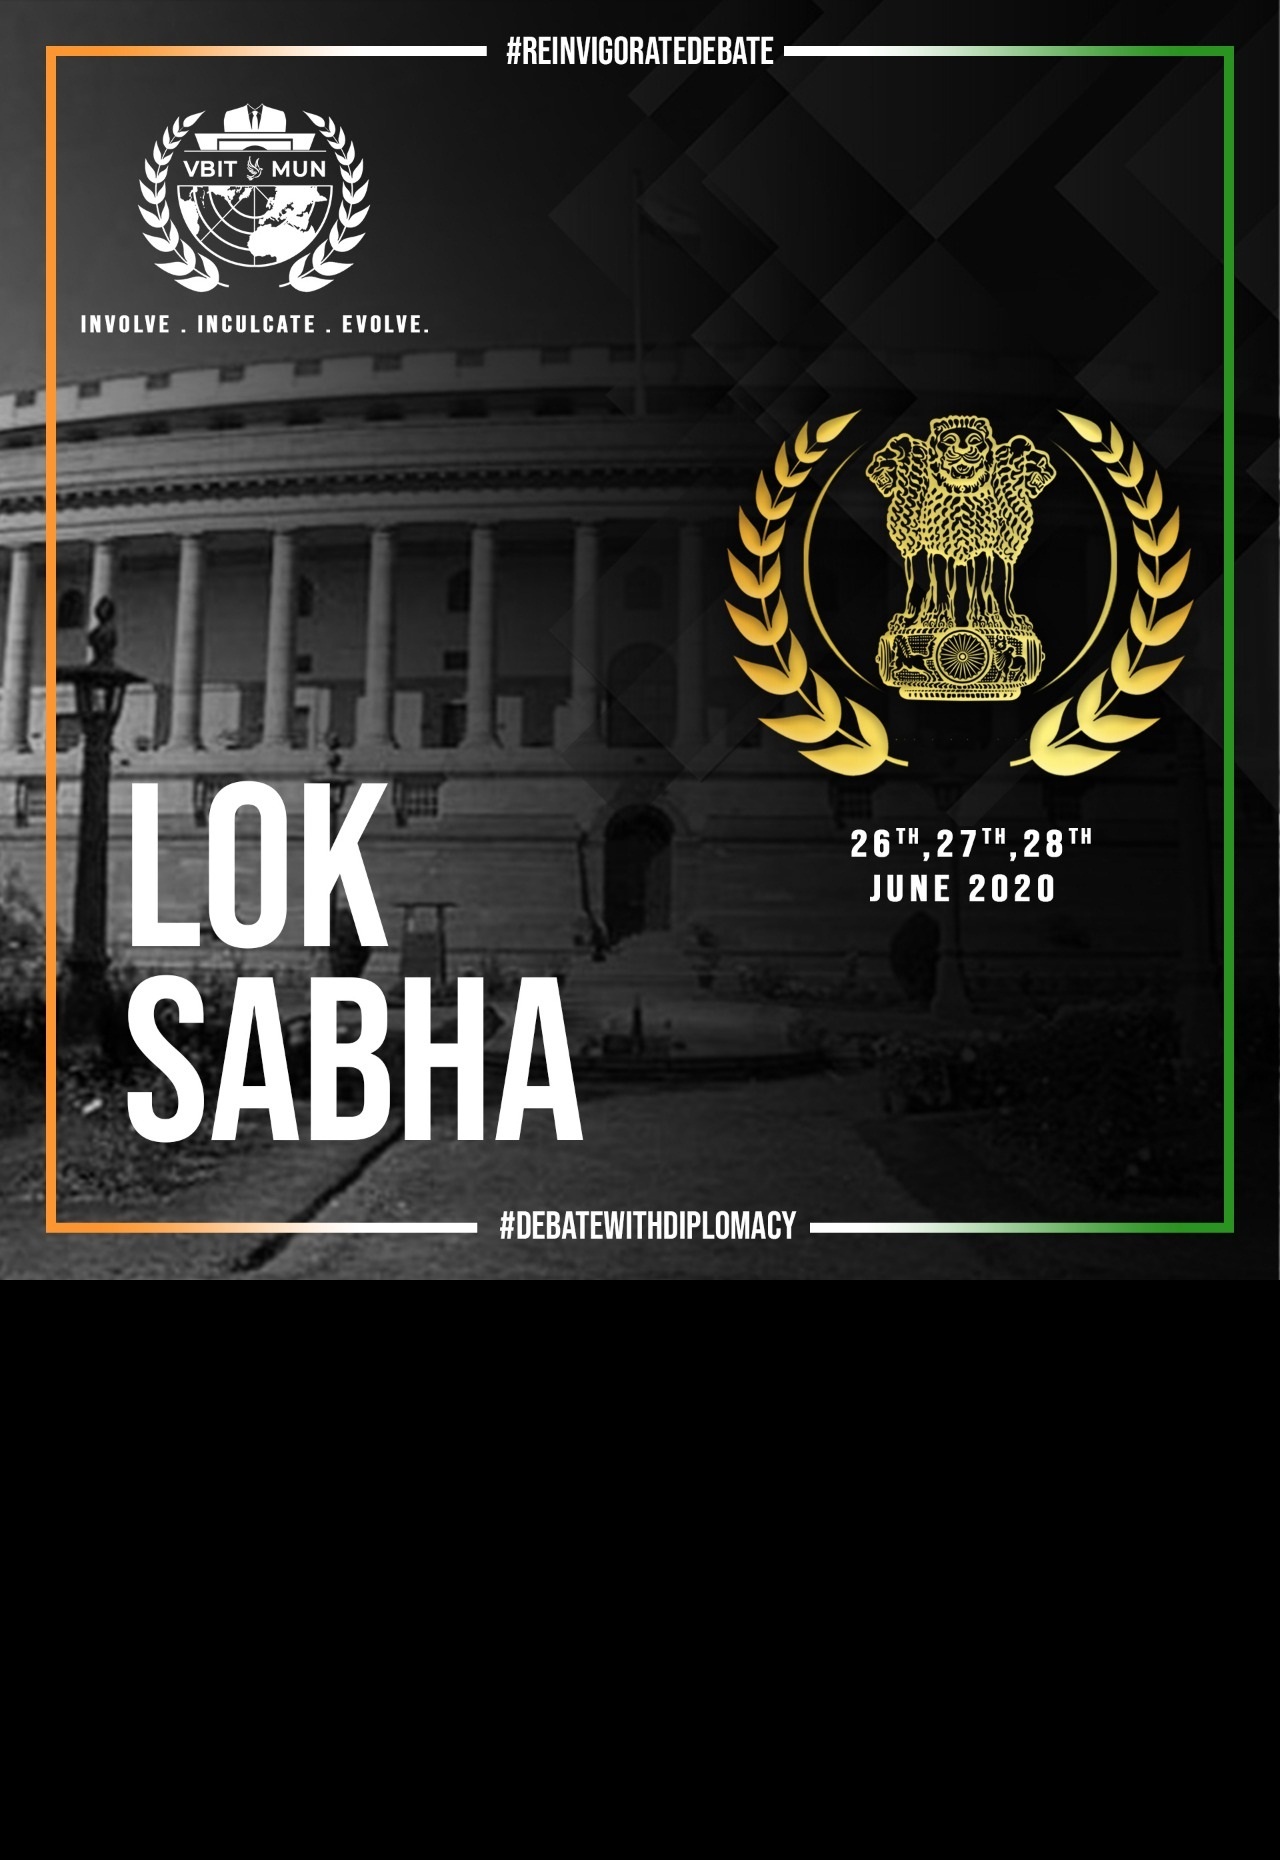 #REINVIGORATEDEBATE
VBIT MUN
INVOLVE . INCULCATE . EVOLVE.
26TH,27TH,28TH
JUNE 2020
LOK
SABHA
#DEBATEWITHDIPLOMACY